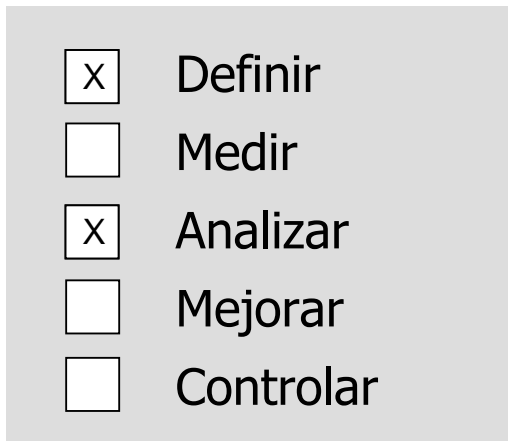 X Definir
Medir
X Analizar
Mejorar
Controlar